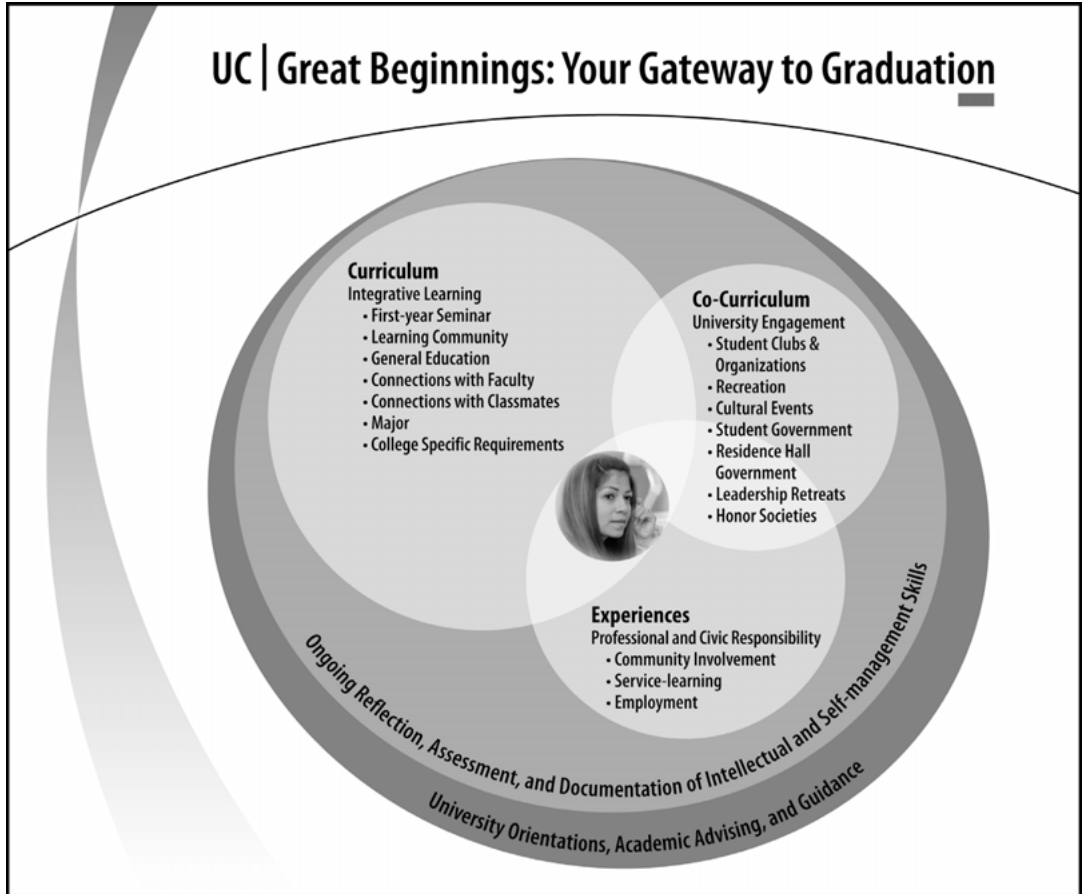 UC | Great Beginnings: Your Gateway to Graduation
Curriculum
Integrative Learning
• First-year Seminar
• Learning Community
• General Education
• Connections with Faculty
• Connections with Classmates
• Major
• College Specific Requirements
Co-Curriculum
University Engagement
• Student Clubs &
Organizations
• Recreation
• Cultural Events
• Student Government
• Residence Hall
Government
• Leadership Retreats
• Honor Societies
Experiences
Professional and Civic Responsibility
• Community Involvement
• Service-learning
• Employment
Ongoing Reflection, Assessment, and Documentation of Intellectual and Self-management Skills
University Orientations, Academic Advising, and Guidance